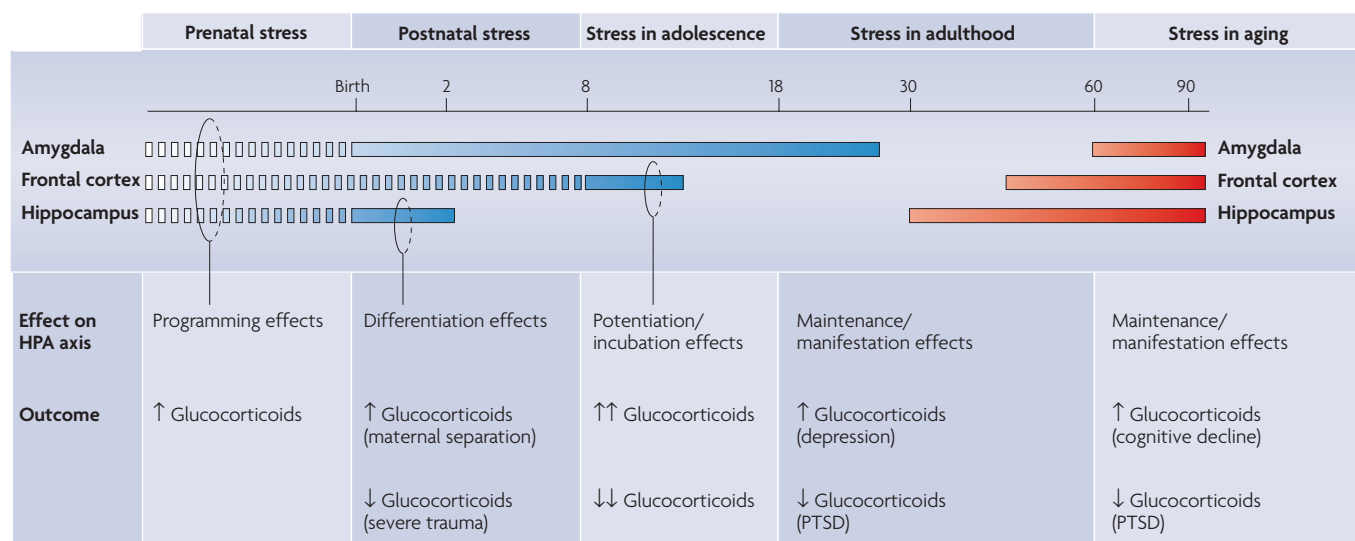 Prenatal stress
Postnatal stress
Stress in adolescence
Stress in adulthood
Stress in aging
Birth 2 8 18 30 60 90
Amygdala Amygdala
Frontal cortex Frontal cortex
Hippocampus Hippocampus
Effect on
HPA axis
Programming effects
Differentiation effects
Potentiation/
incubation effects
Maintenance/
manifestation effects
Maintenance/
manifestation effects
Outcome
↑ Glucocorticoids
↑ Glucocorticoids
(maternal separation)
↑↑ Glucocorticoids
↑ Glucocorticoids
(depression)
↑ Glucocorticoids
(cognitive decline)
↓ Glucocorticoids
(severe trauma)
↓↓ Glucocorticoids
↓ Glucocorticoids
(PTSD)
↓ Glucocorticoids
(PTSD)